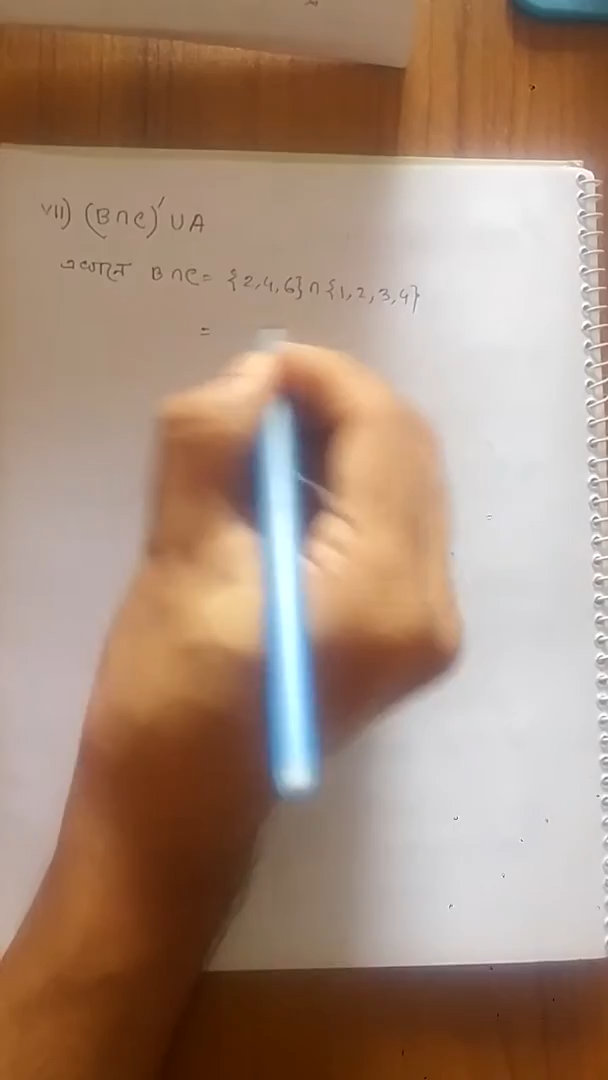 VII) (B∩C)′ ∪ A
এখানে B∩C = {2,4,6} ∩ {1,2,3,4}
=